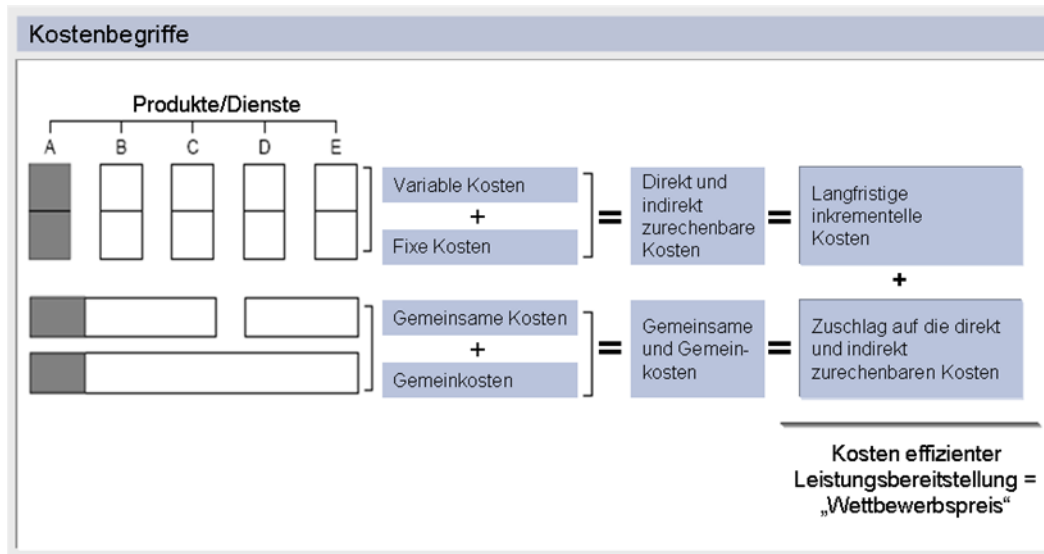 Kostenbegriffe
Produkte/Dienste
A B C D E
Variable Kosten
+
Fixe Kosten
=
Direkt und
indirekt
zurechenbare
Kosten
=
Langfristige
inkrementelle
Kosten
+
Gemeinsame Kosten
+
Gemeinkosten
=
Gemeinsame
und Gemein-
kosten
=
Zuschlag auf die direkt
und indirekt
zurechenbaren Kosten
Kosten effizienter
Leistungsbereitstellung =
„Wettbewerbspreis“